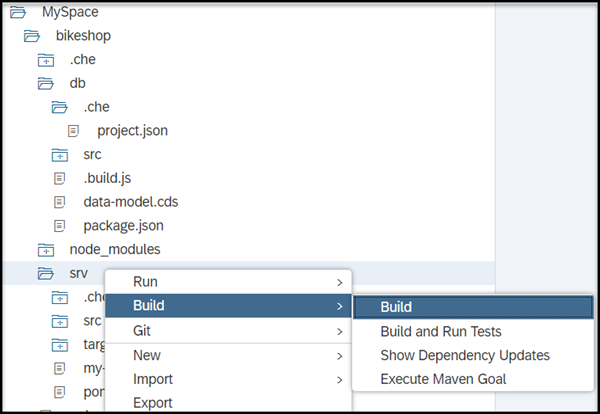 MySpace
bikeshop
.che
db
.che
project.json
src
.build.js
data-model.cds
package.json
node_modules
srv
Run
.che
Build
Build
src
Git
Build and Run Tests
targ
New
Show Dependency Updates
my-
Import
Execute Maven Goal
pom
Export